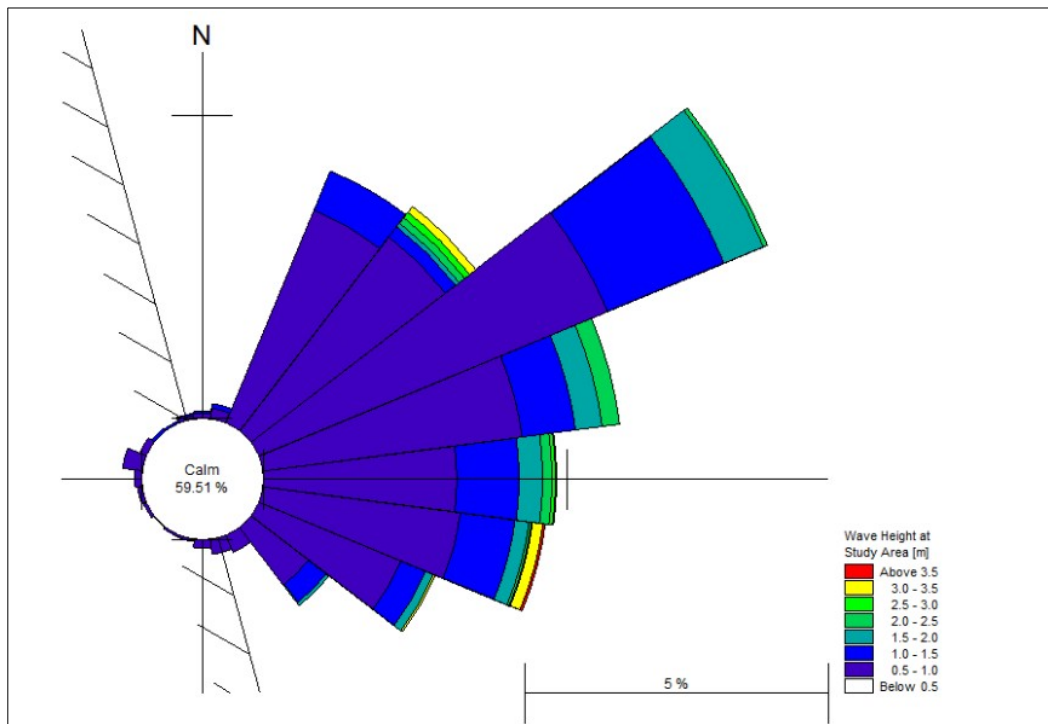 N
Calm
59.51 %
Wave Height at
Study Area [m]
Above 3.5
3.0 - 3.5
2.5 - 3.0
2.0 - 2.5
1.5 - 2.0
1.0 - 1.5
0.5 - 1.0
Below 0.5
5 %